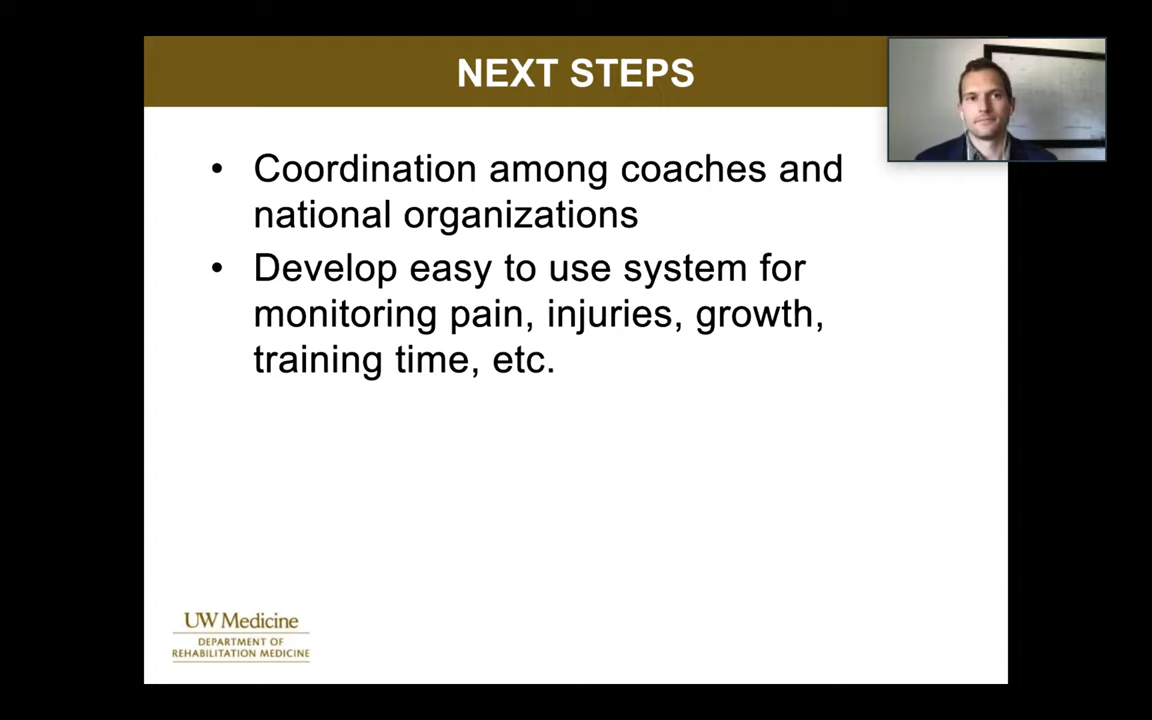 NEXT STEPS
• Coordination among coaches and
national organizations
• Develop easy to use system for
monitoring pain, injuries, growth,
training time, etc.
UW Medicine
DEPARTMENT OF
REHABILITATION MEDICINE